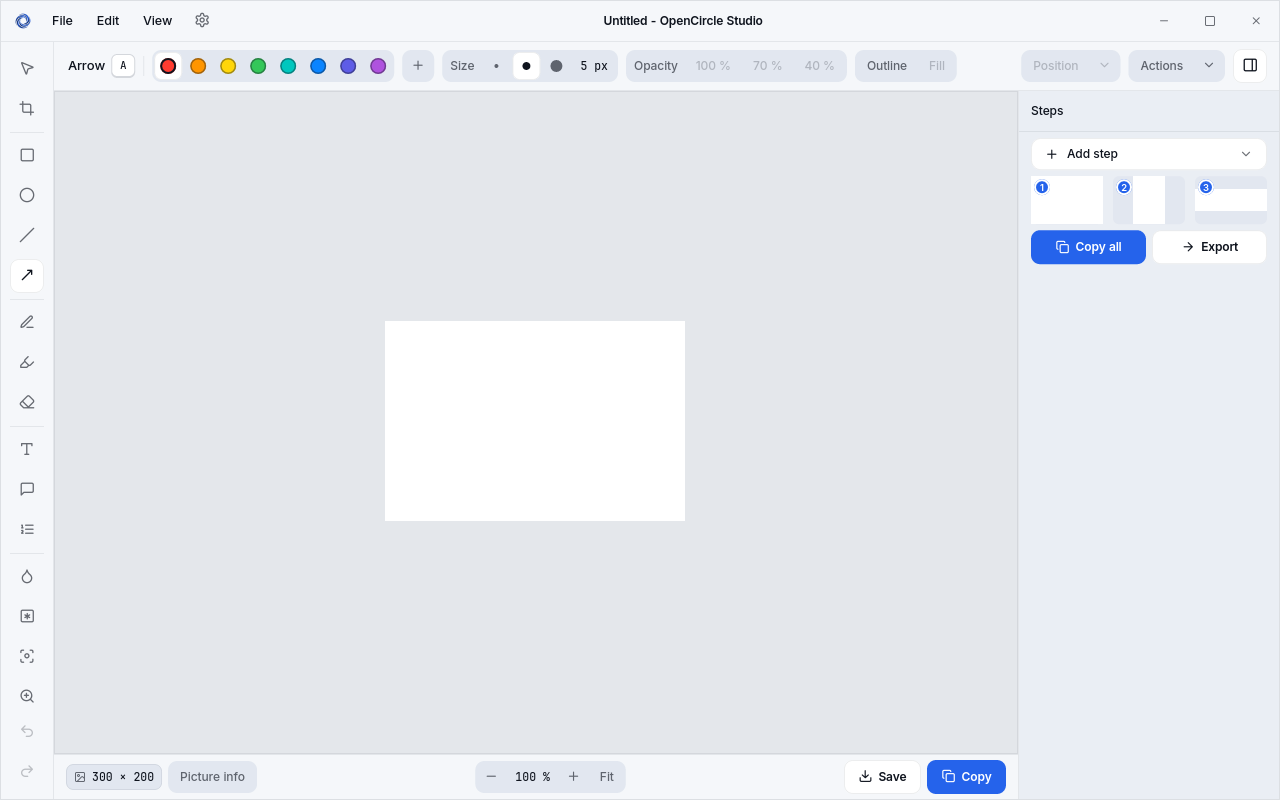 File Edit View
Untitled - OpenCircle Studio
Arrow A
Size 5 px
Opacity 100 % 70 % 40 %
Outline Fill
Position
Actions
Steps
Add step
1 2 3
Copy all
Export
300 × 200
Picture info
100 %
Fit
Save
Copy